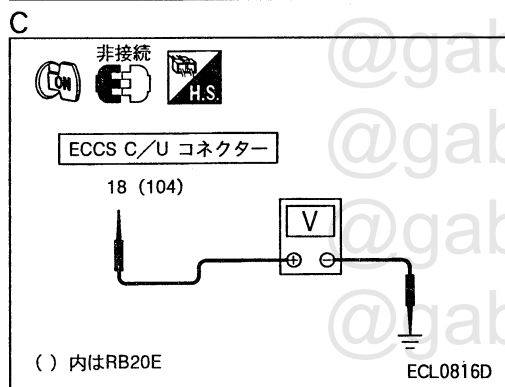 C
非接続
ON
H.S.
ECCS C/U コネクター
18 (104)
V
⊕ ⊖
( ) 内はRB20E
ECL0816D
@gab
@gab
@gab
@gab